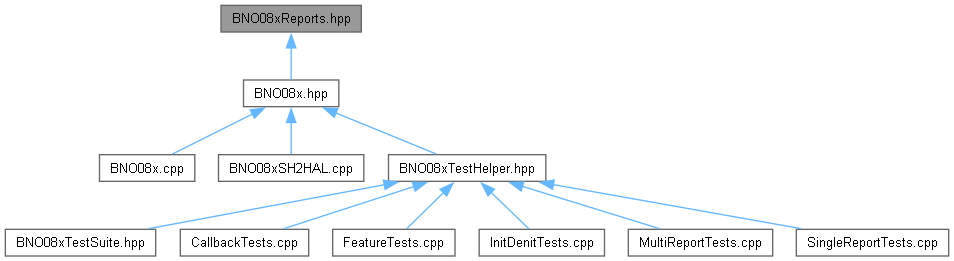 BNO08xReports.hpp
BNO08x.hpp
BNO08x.cpp
BNO08xSH2HAL.cpp
BNO08xTestHelper.hpp
BNO08xTestSuite.hpp
CallbackTests.cpp
FeatureTests.cpp
InitDenitTests.cpp
MultiReportTests.cpp
SingleReportTests.cpp